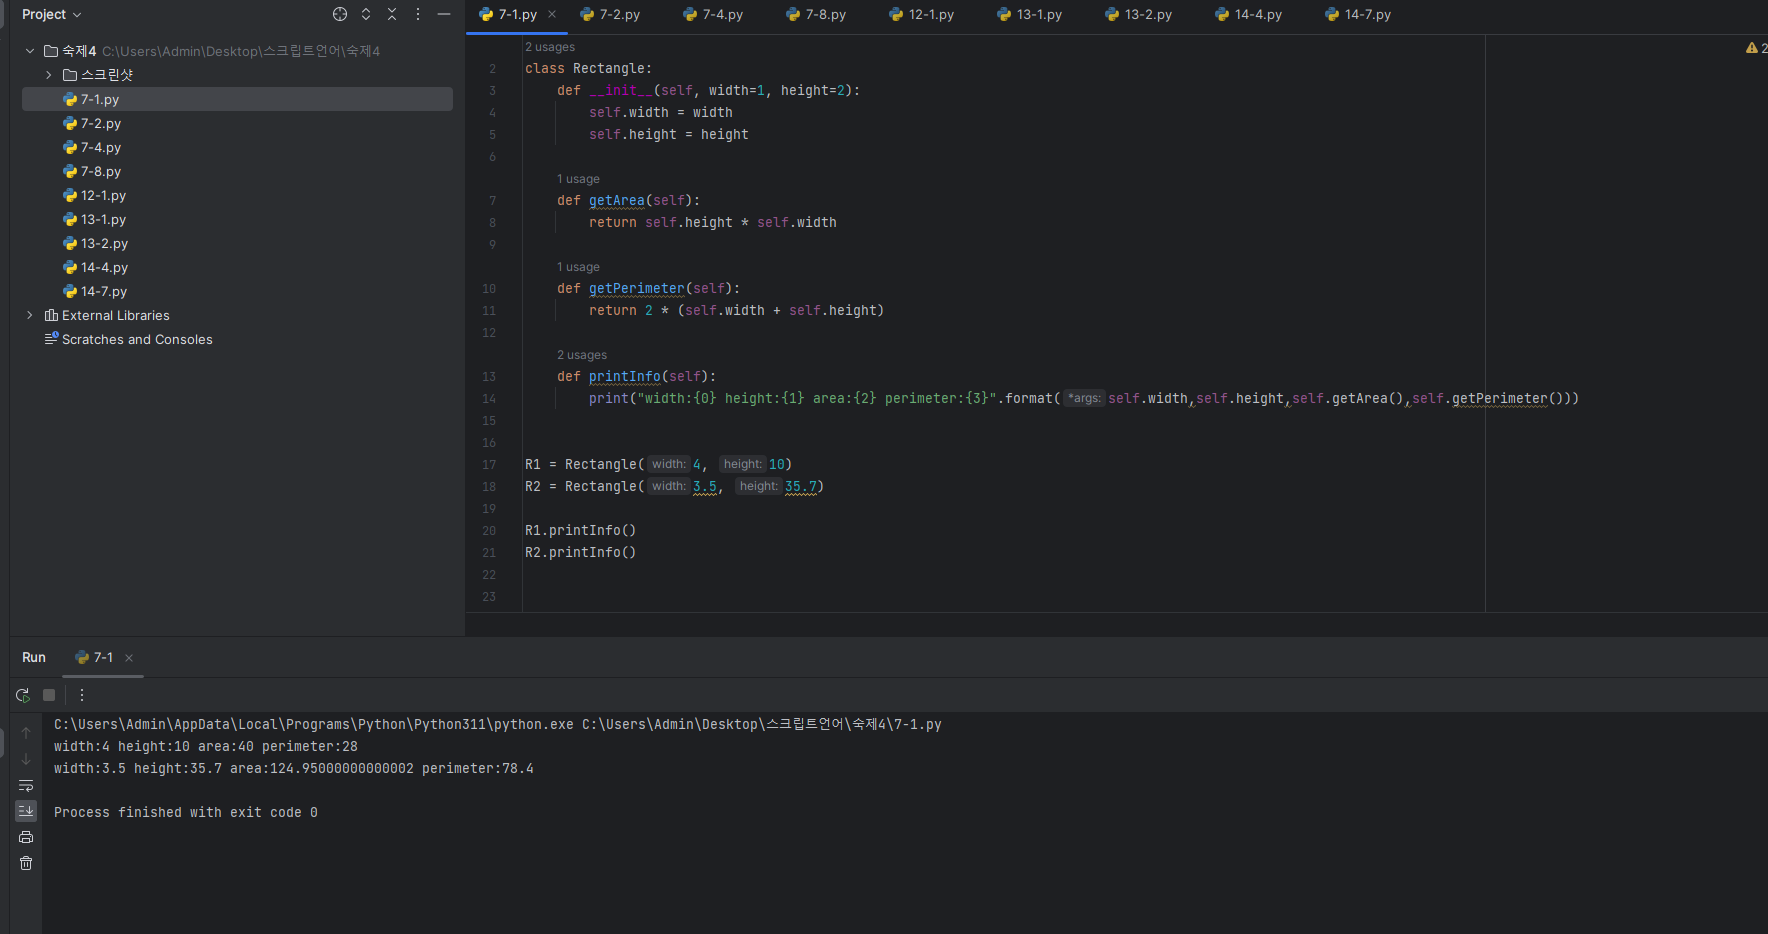 Project
숙제4 C:\Users\Admin\Desktop\스크립트언어\숙제4
스크린샷
7-1.py
7-2.py
7-4.py
7-8.py
12-1.py
13-1.py
13-2.py
14-4.py
14-7.py
External Libraries
Scratches and Consoles
7-1.py 7-2.py 7-4.py 7-8.py 12-1.py 13-1.py 13-2.py 14-4.py 14-7.py
2 usages
2 class Rectangle:
3     def __init__(self, width=1, height=2):
4         self.width = width
5         self.height = height
6
1 usage
7     def getArea(self):
8         return self.height * self.width
9
1 usage
10     def getPerimeter(self):
11         return 2 * (self.width + self.height)
12
2 usages
13     def printInfo(self):
14         print("width:{0} height:{1} area:{2} perimeter:{3}".format( *args: self.width,self.height,self.getArea(),self.getPerimeter()))
15
16
17 R1 = Rectangle( width: 4, height: 10)
18 R2 = Rectangle( width: 3.5, height: 35.7)
19
20 R1.printInfo()
21 R2.printInfo()
22
23
2
Run 7-1
C:\Users\Admin\AppData\Local\Programs\Python\Python311\python.exe C:\Users\Admin\Desktop\스크립트언어\숙제4\7-1.py
width:4 height:10 area:40 perimeter:28
width:3.5 height:35.7 area:124.95000000000002 perimeter:78.4
Process finished with exit code 0